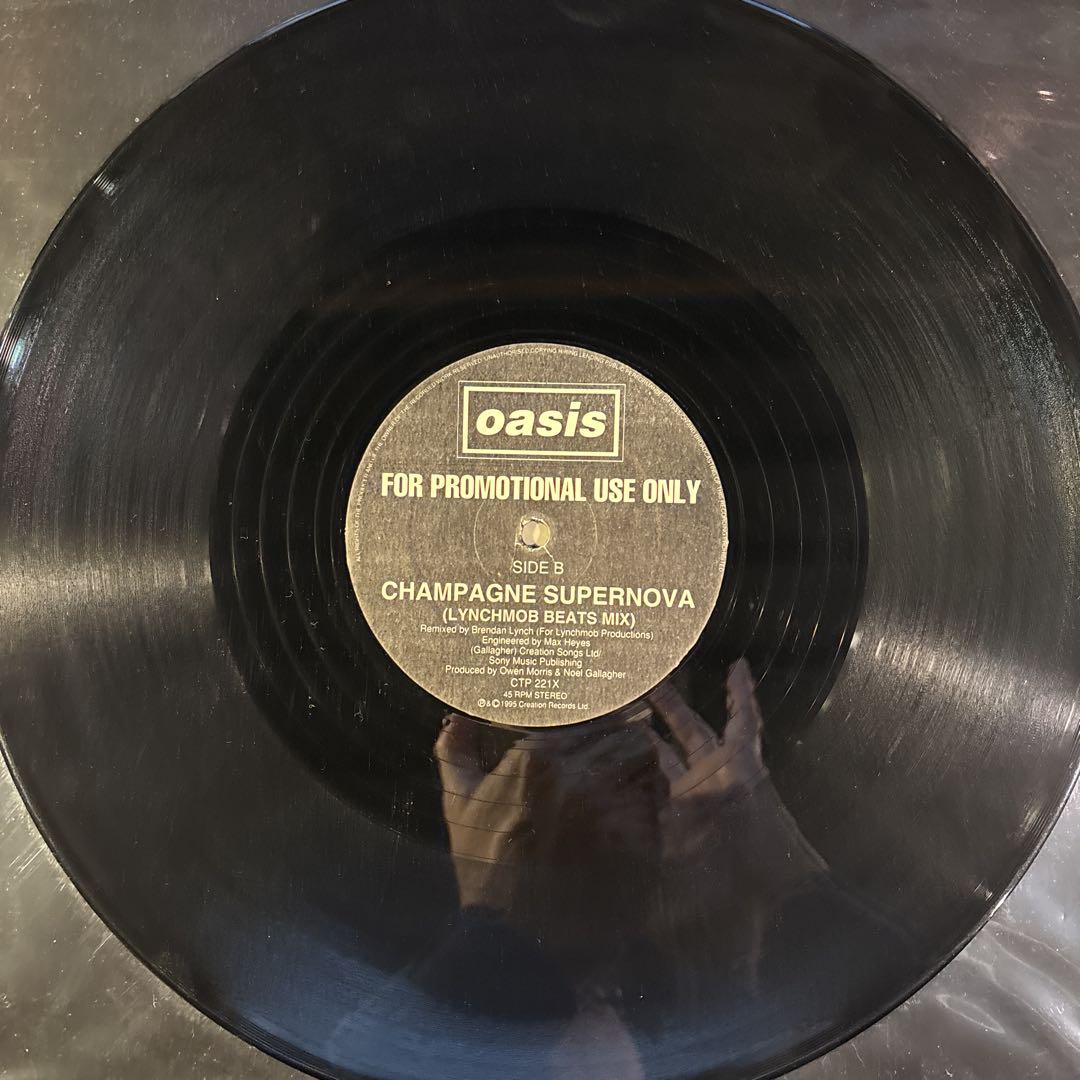 oasis
FOR PROMOTIONAL USE ONLY
SIDE B
CHAMPAGNE SUPERNOVA
(LYNCHMOB BEATS MIX)
Remixed by Brendan Lynch (For Lynchmob Productions)
Engineered by Max Heyes
(Gallagher) Creation Songs Ltd/
Sony Music Publishing
Produced by Owen Morris & Noel Gallagher
CTP 221X
45 RPM STEREO
℗&© 1995 Creation Records Ltd.